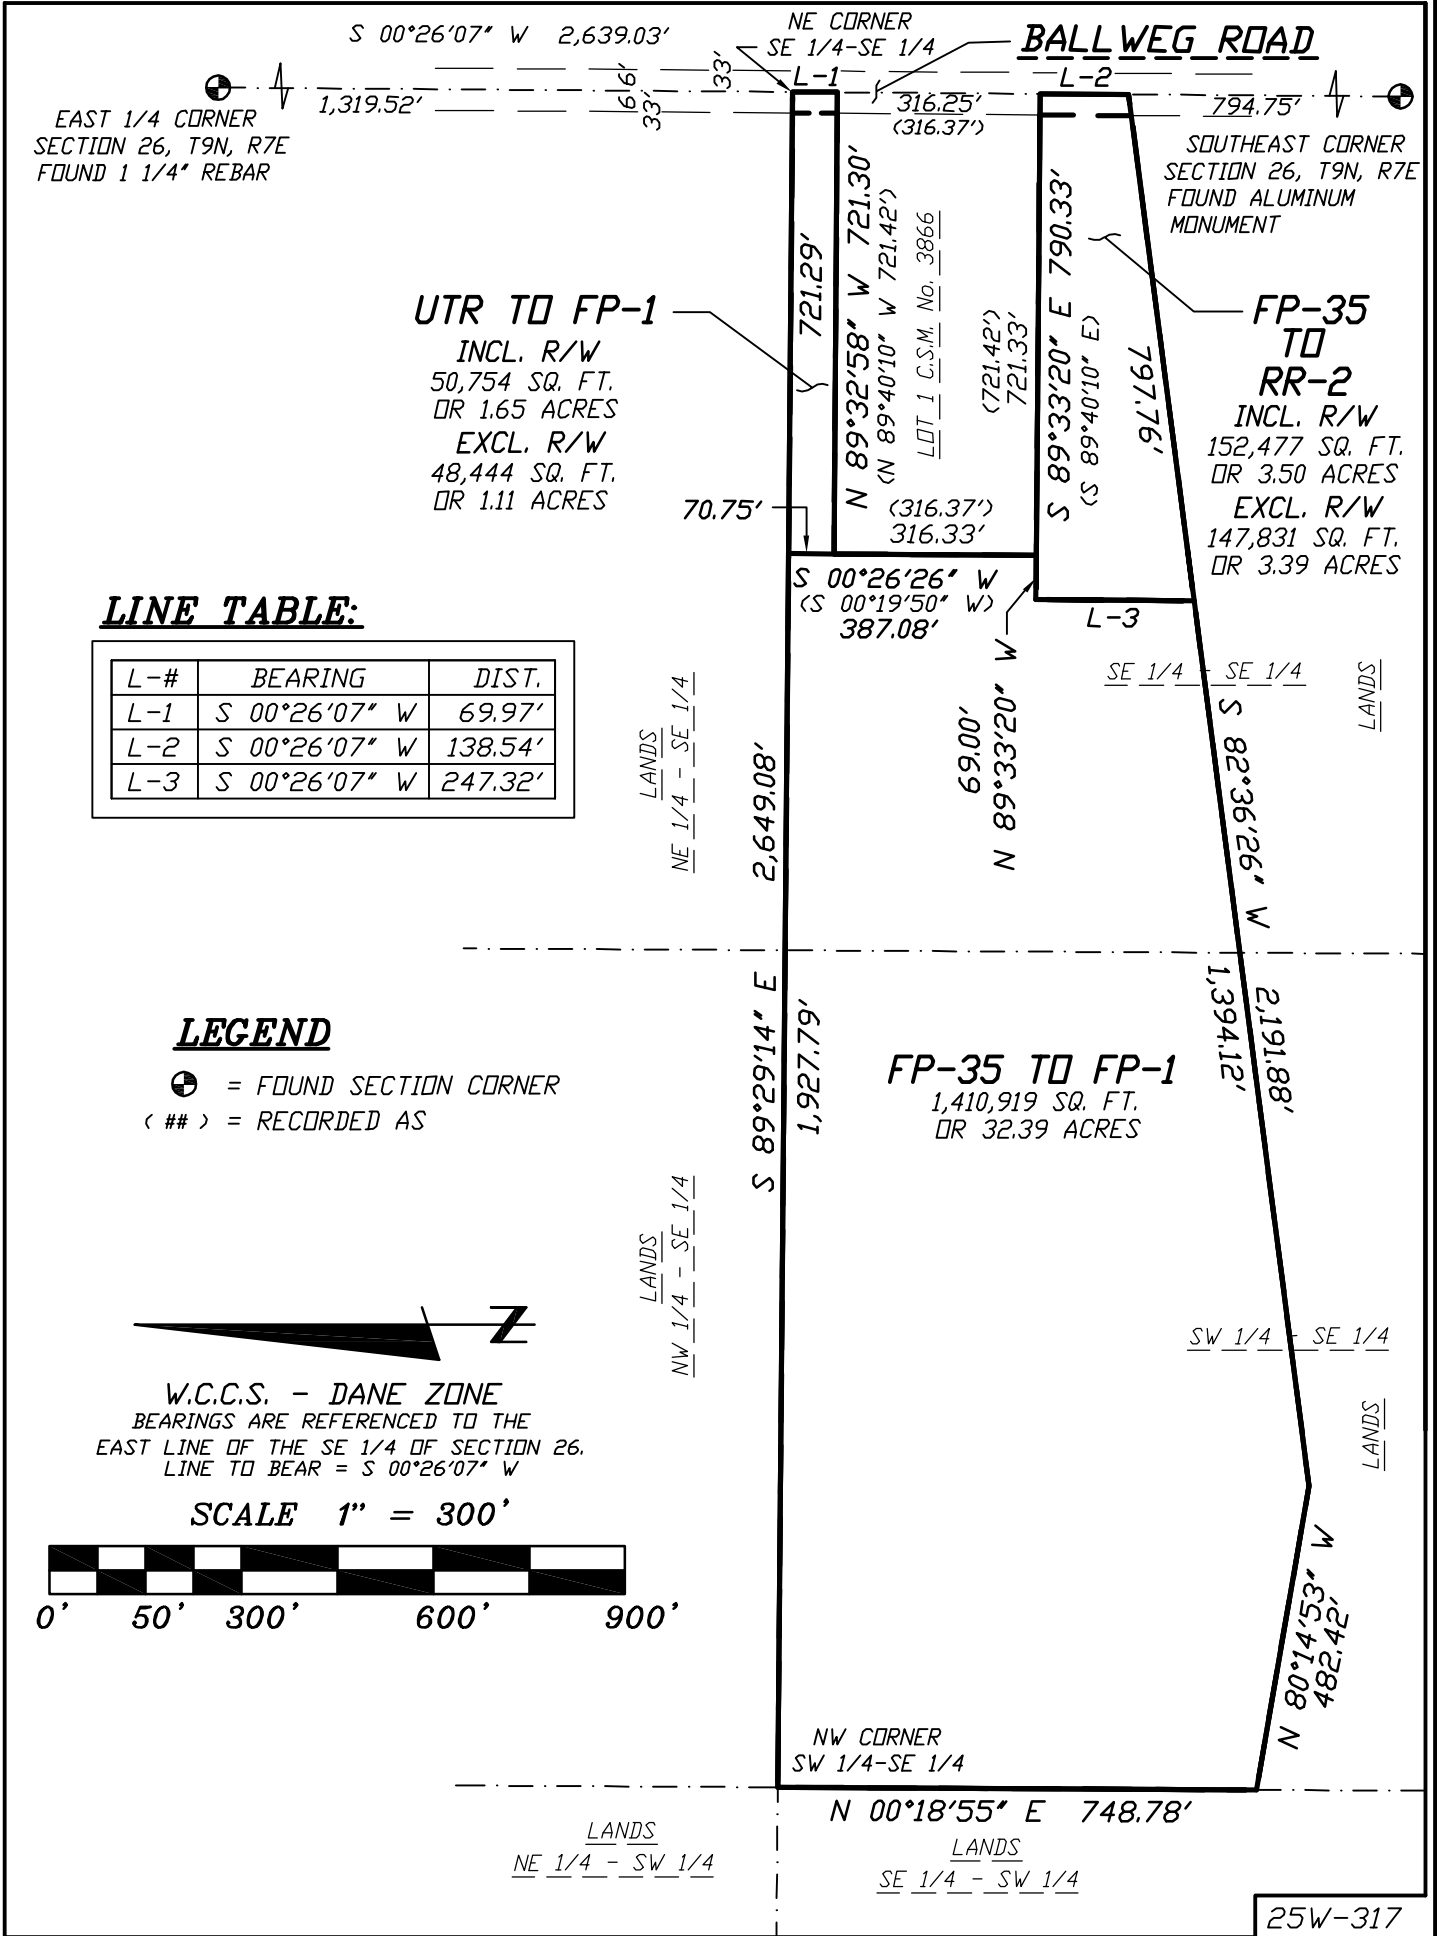 S 00°26'07" W 2,639.03'
NE CORNER
SE 1/4-SE 1/4
BALLWEG ROAD
L-1
L-2
1,319.52'
66'
33'
33'
316.25'
(316.37')
794.75'
EAST 1/4 CORNER
SECTION 26, T9N, R7E
FOUND 1 1/4" REBAR
SOUTHEAST CORNER
SECTION 26, T9N, R7E
FOUND ALUMINUM
MONUMENT
721.29'
N 89°32'58" W 721.30'
(N 89°40'10" W 721.42')
LOT 1 C.S.M. No. 3866
(721.42')
721.33'
S 89°33'20" E 790.33'
(S 89°40'10" E)
797.76'
UTR TO FP-1
INCL. R/W
50,754 SQ. FT.
OR 1.65 ACRES
EXCL. R/W
48,444 SQ. FT.
OR 1.11 ACRES
FP-35
TO
RR-2
INCL. R/W
152,477 SQ. FT.
OR 3.50 ACRES
EXCL. R/W
147,831 SQ. FT.
OR 3.39 ACRES
70.75'
(316.37')
316.33'
S 00°26'26" W
(S 00°19'50" W)
387.08'
L-3
69.00'
N 89°33'20" W
LINE TABLE:
L-# BEARING DIST.
L-1 S 00°26'07" W 69.97'
L-2 S 00°26'07" W 138.54'
L-3 S 00°26'07" W 247.32'
LANDS
NE 1/4 - SE 1/4
SE 1/4 - SE 1/4
LANDS
S 82°36'26" W
2,191.88'
1,394.12'
S 89°29'14" E 2,649.08'
1,927.79'
LEGEND
= FOUND SECTION CORNER
( ## ) = RECORDED AS
FP-35 TO FP-1
1,410,919 SQ. FT.
OR 32.39 ACRES
LANDS
NW 1/4 - SE 1/4
SW 1/4 - SE 1/4
LANDS
N
W.C.C.S. - DANE ZONE
BEARINGS ARE REFERENCED TO THE
EAST LINE OF THE SE 1/4 OF SECTION 26.
LINE TO BEAR = S 00°26'07" W
SCALE 1" = 300'
0' 50' 300' 600' 900'
N 80°14'53" W
482.42'
NW CORNER
SW 1/4-SE 1/4
N 00°18'55" E 748.78'
LANDS
NE 1/4 - SW 1/4
LANDS
SE 1/4 - SW 1/4
25W-317